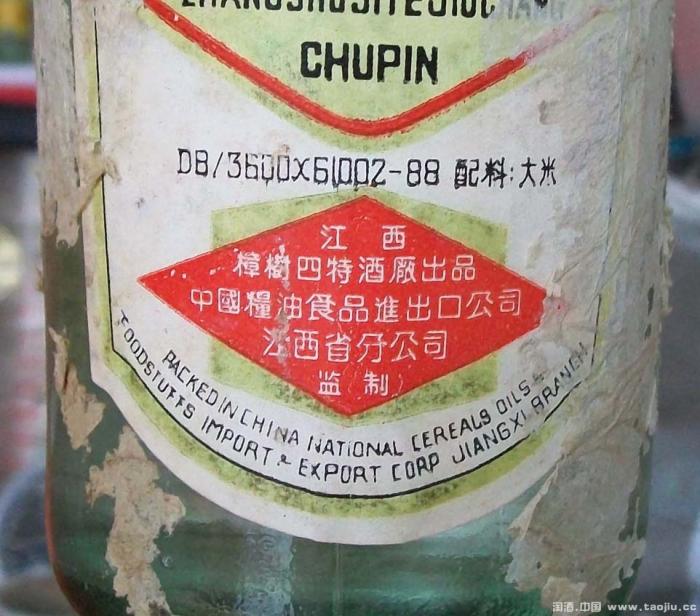 ZHANGSHUSITEJIUCHANG
CHUPIN
DB/3600X61002-88 配料:大米
江西
樟樹四特酒廠出品
中國糧油食品進出口公司
江西省分公司
监制
PACKED IN CHINA NATIONAL CEREALS OILS &
FOODSTUFFS IMPORT & EXPORT CORP JIANGXI BRANCH
淘酒.中国 www.taojiu.cc